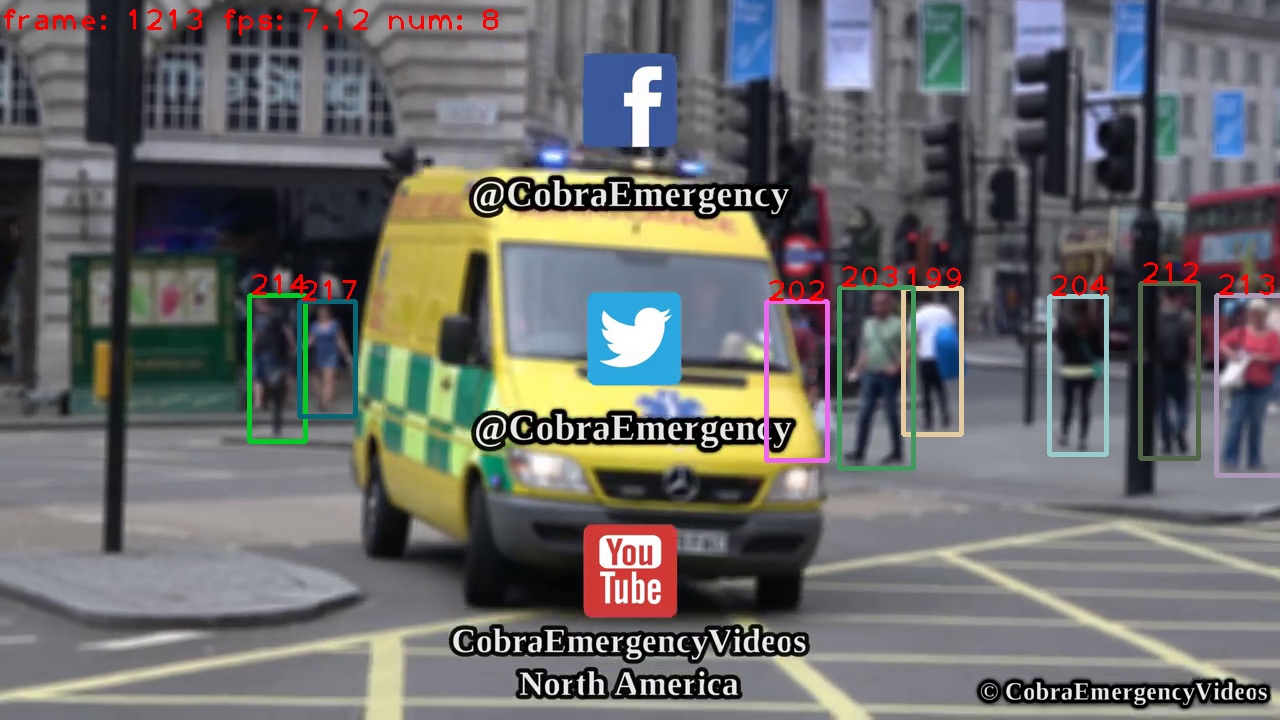 frame: 1213 fps: 7.12 num: 8
f
@CobraEmergency
214
217
202
203
199
204
212
213
@CobraEmergency
You
Tube
CobraEmergencyVideos
North America
© CobraEmergencyVideos